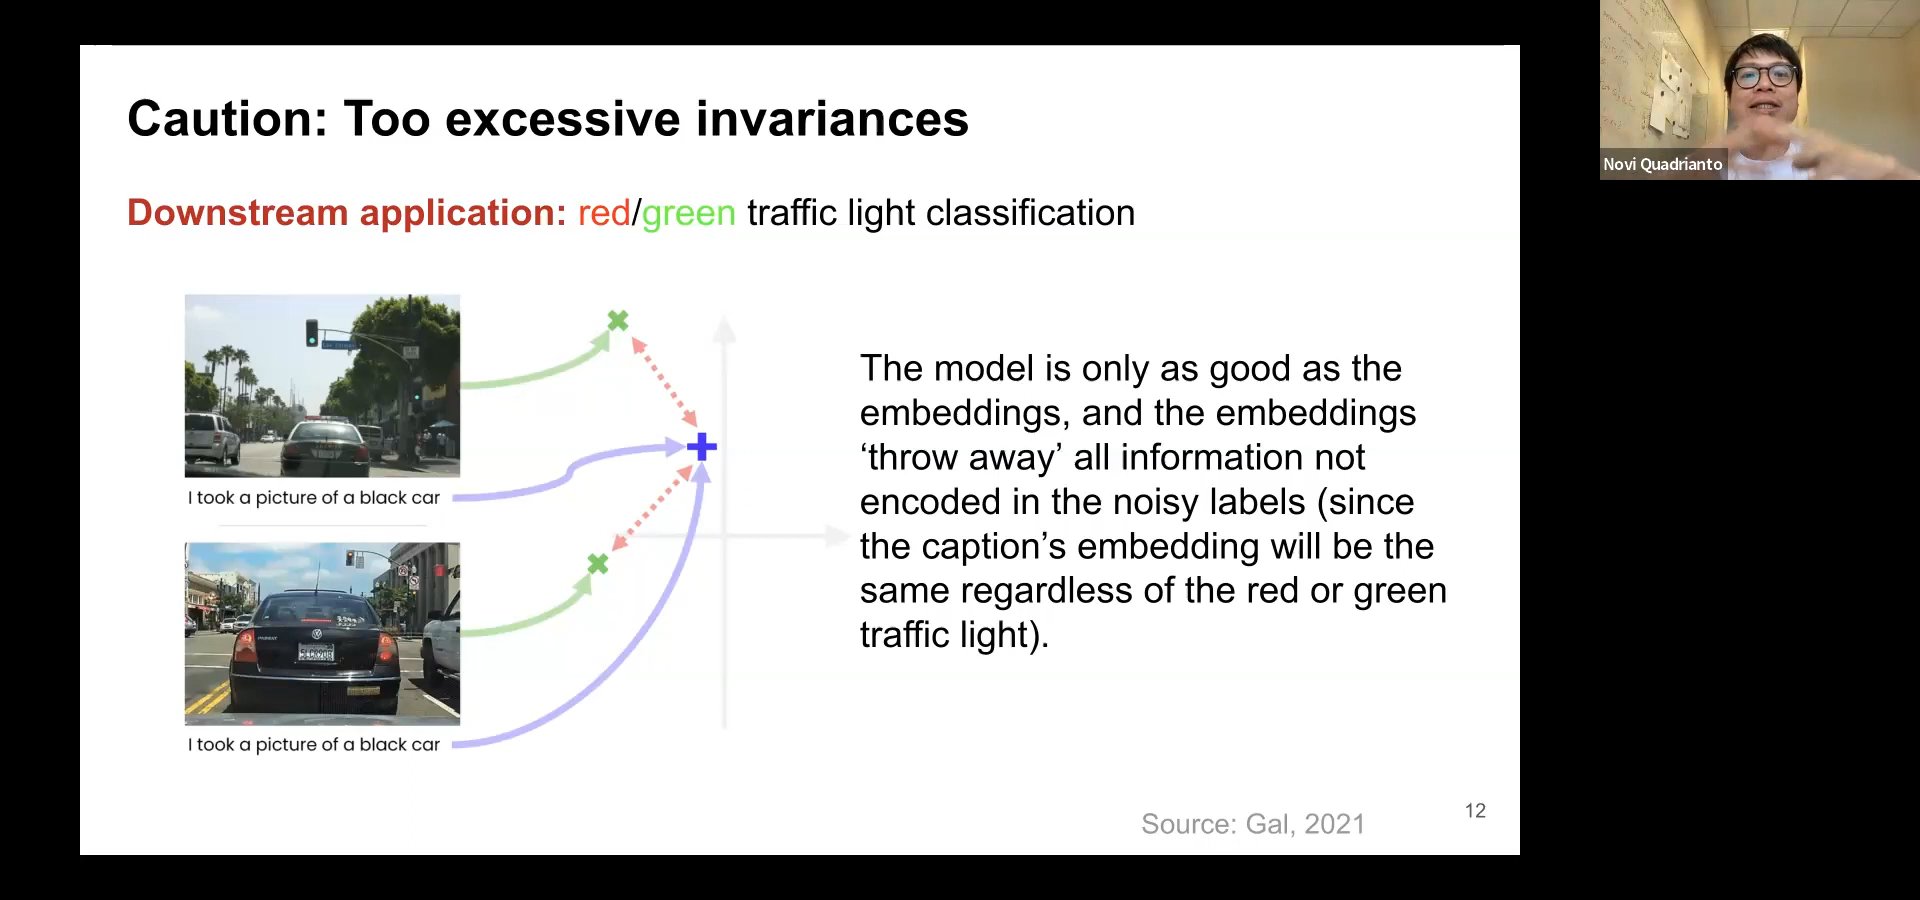 Caution: Too excessive invariances
Downstream application: red/green traffic light classification
I took a picture of a black car
I took a picture of a black car
The model is only as good as the
embeddings, and the embeddings
‘throw away’ all information not
encoded in the noisy labels (since
the caption’s embedding will be the
same regardless of the red or green
traffic light).
Source: Gal, 2021
12
Novi Quadrianto